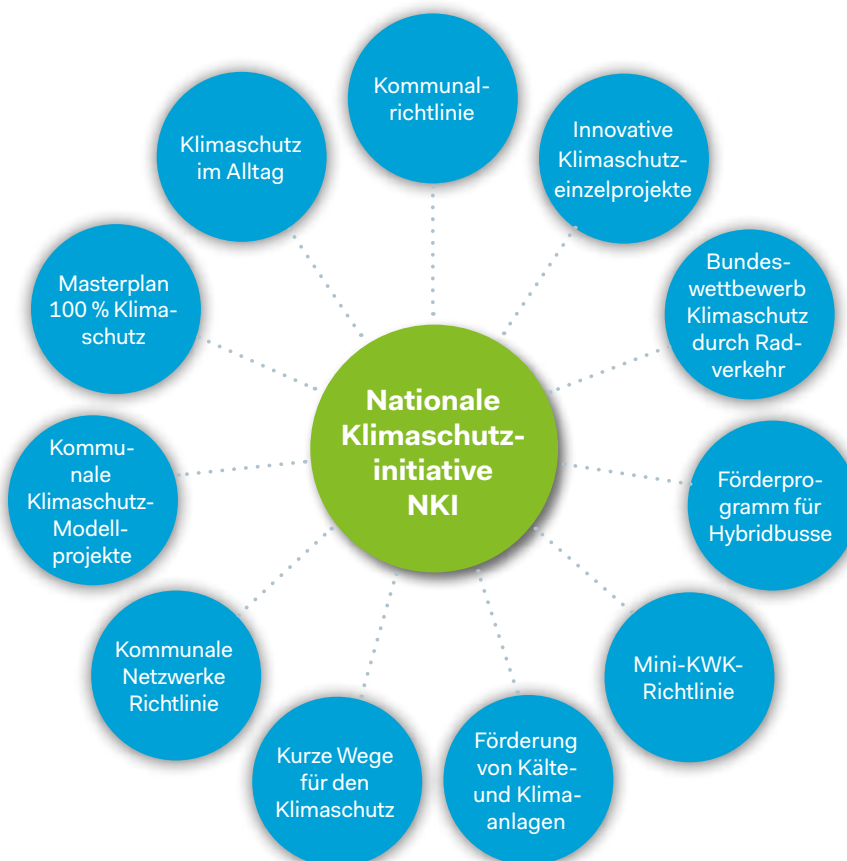 Kommunal-
richtlinie
Innovative
Klimaschutz-
einzelprojekte
Bundes-
wettbewerb
Klimaschutz
durch Rad-
verkehr
Förderpro-
gramm für
Hybridbusse
Mini-KWK-
Richtlinie
Förderung
von Kälte-
und Klima-
anlagen
Kurze Wege
für den
Klimaschutz
Kommunale
Netzwerke
Richtlinie
Kommu-
nale
Klimaschutz-
Modell-
projekte
Masterplan
100 % Klima-
schutz
Klimaschutz
im Alltag
Nationale
Klimaschutz-
initiative
NKI